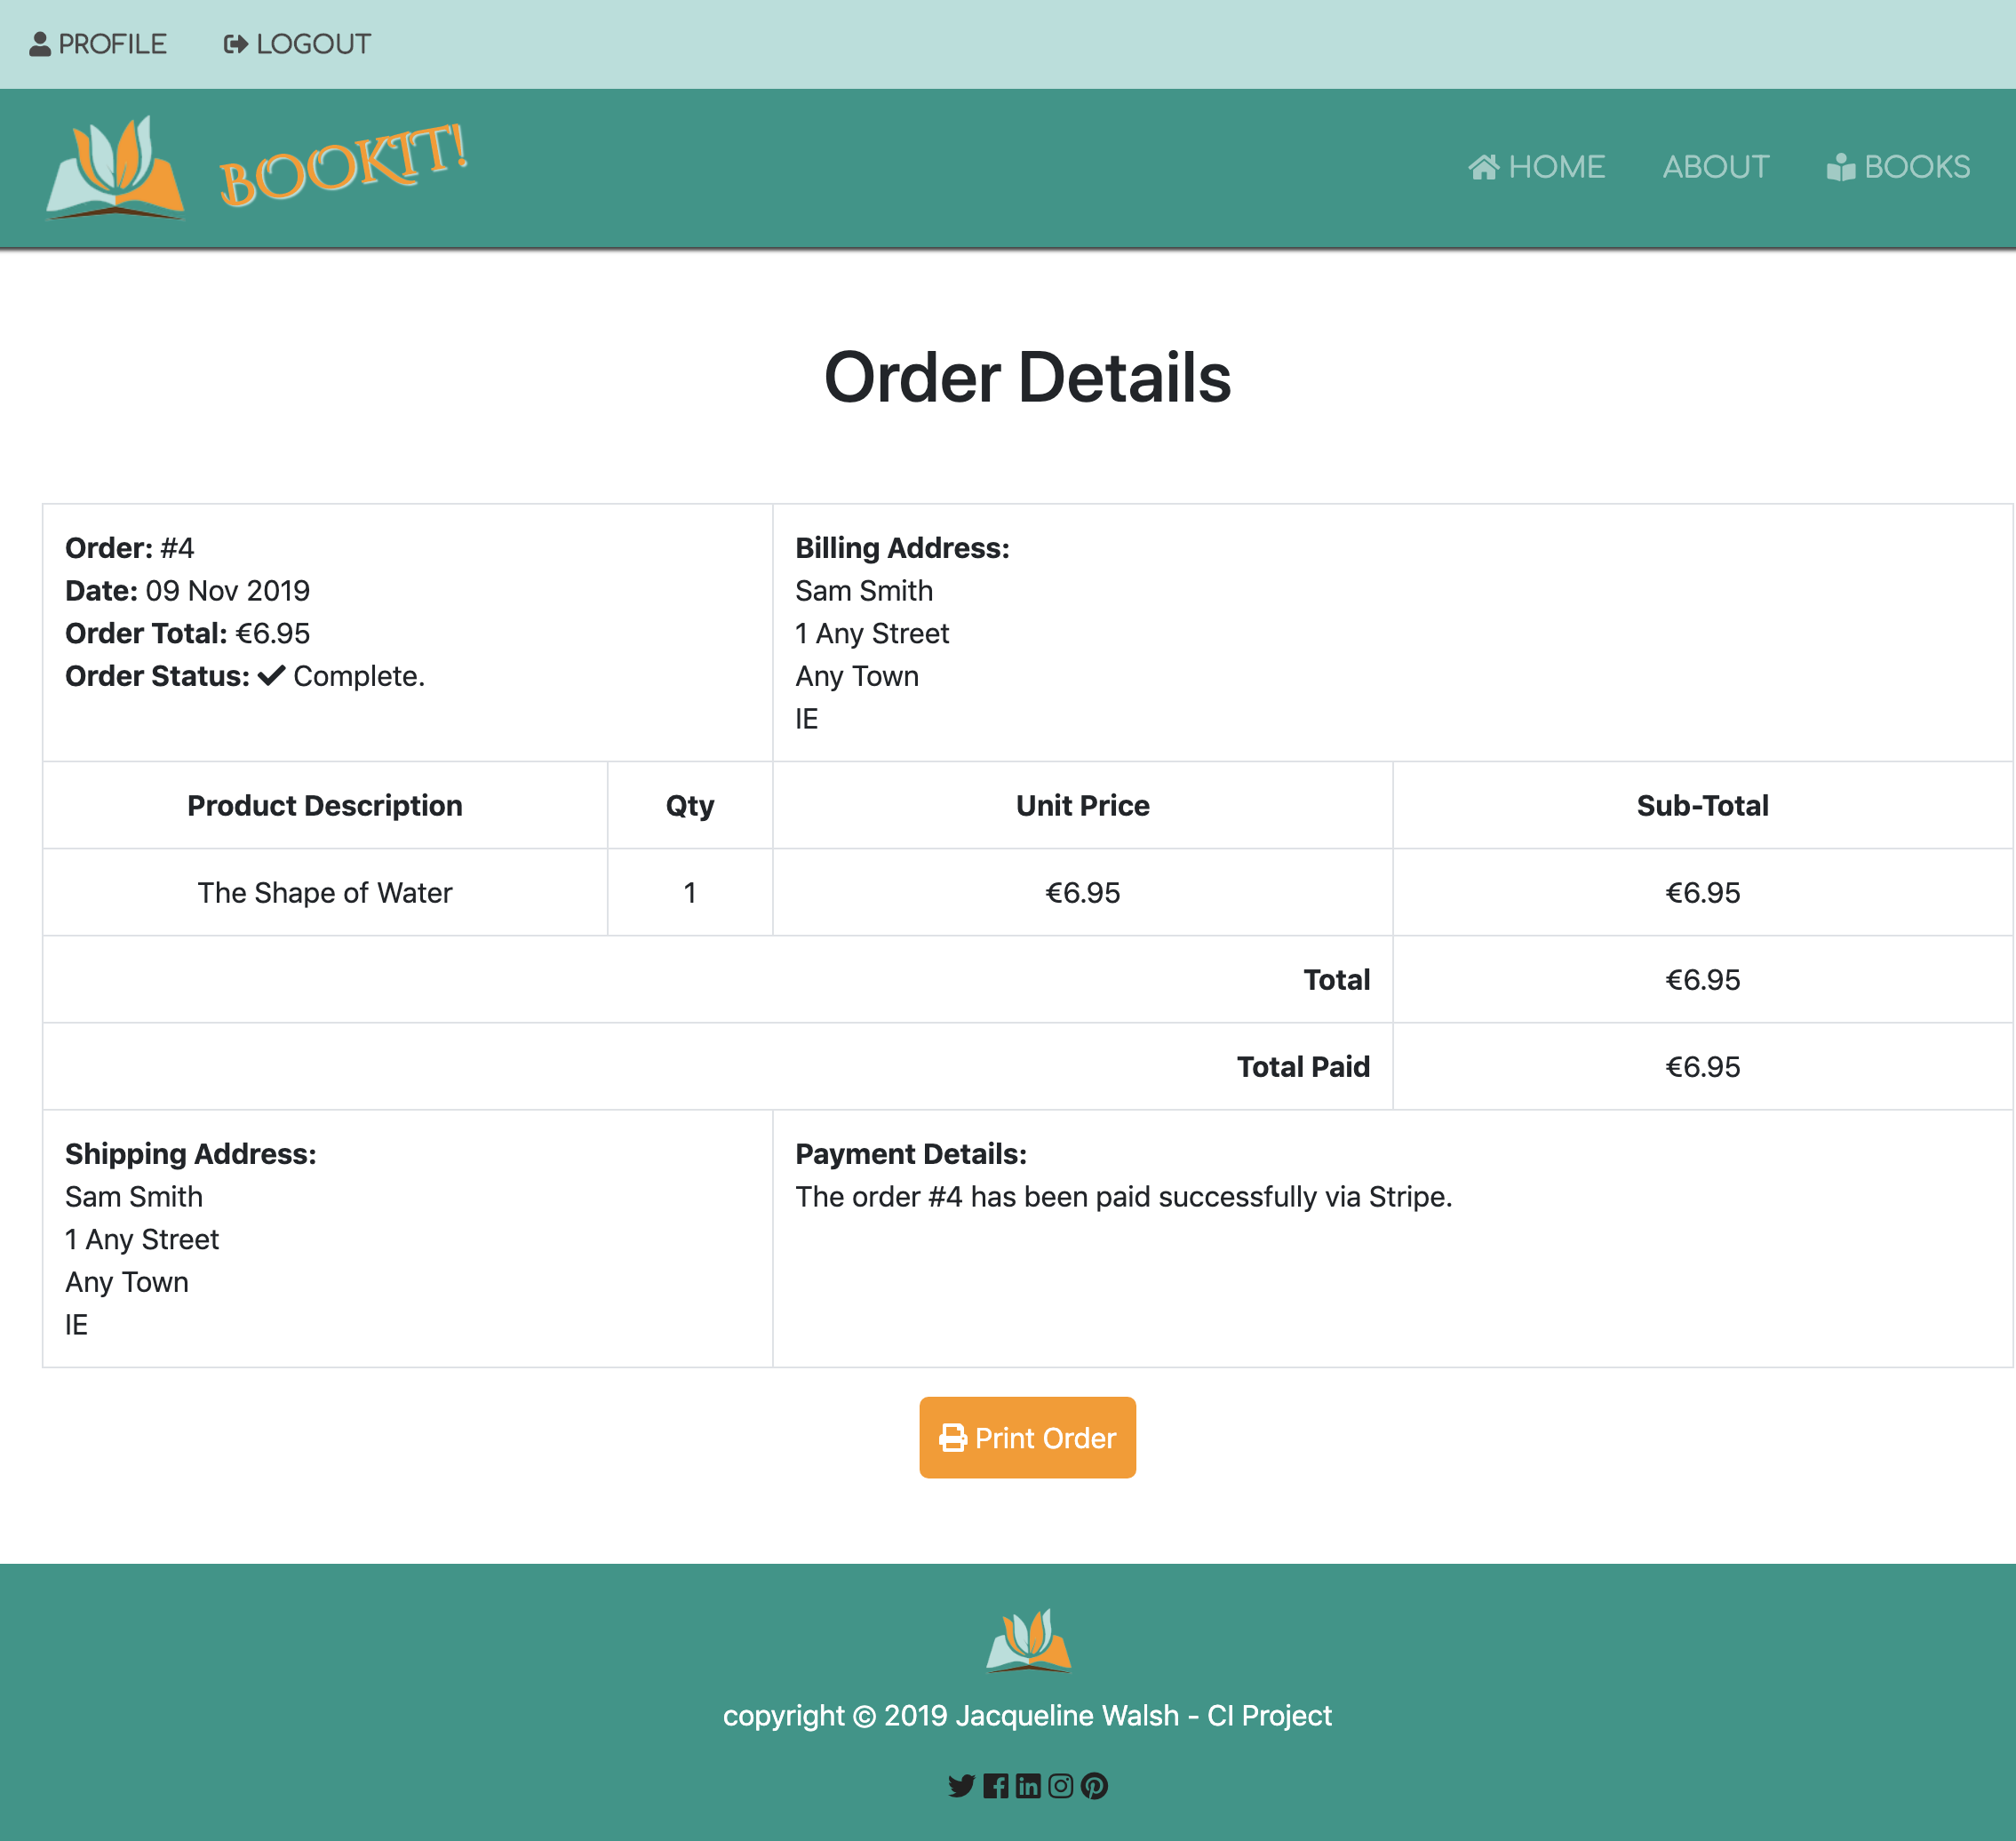 PROFILE LOGOUT
BOOKIT!
HOME ABOUT BOOKS
Order Details
Order: #4
Date: 09 Nov 2019
Order Total: €6.95
Order Status: ✔ Complete.
Billing Address:
Sam Smith
1 Any Street
Any Town
IE
Product Description Qty Unit Price Sub-Total
The Shape of Water 1 €6.95 €6.95
Total €6.95
Total Paid €6.95
Shipping Address:
Sam Smith
1 Any Street
Any Town
IE
Payment Details:
The order #4 has been paid successfully via Stripe.
Print Order
copyright © 2019 Jacqueline Walsh - CI Project